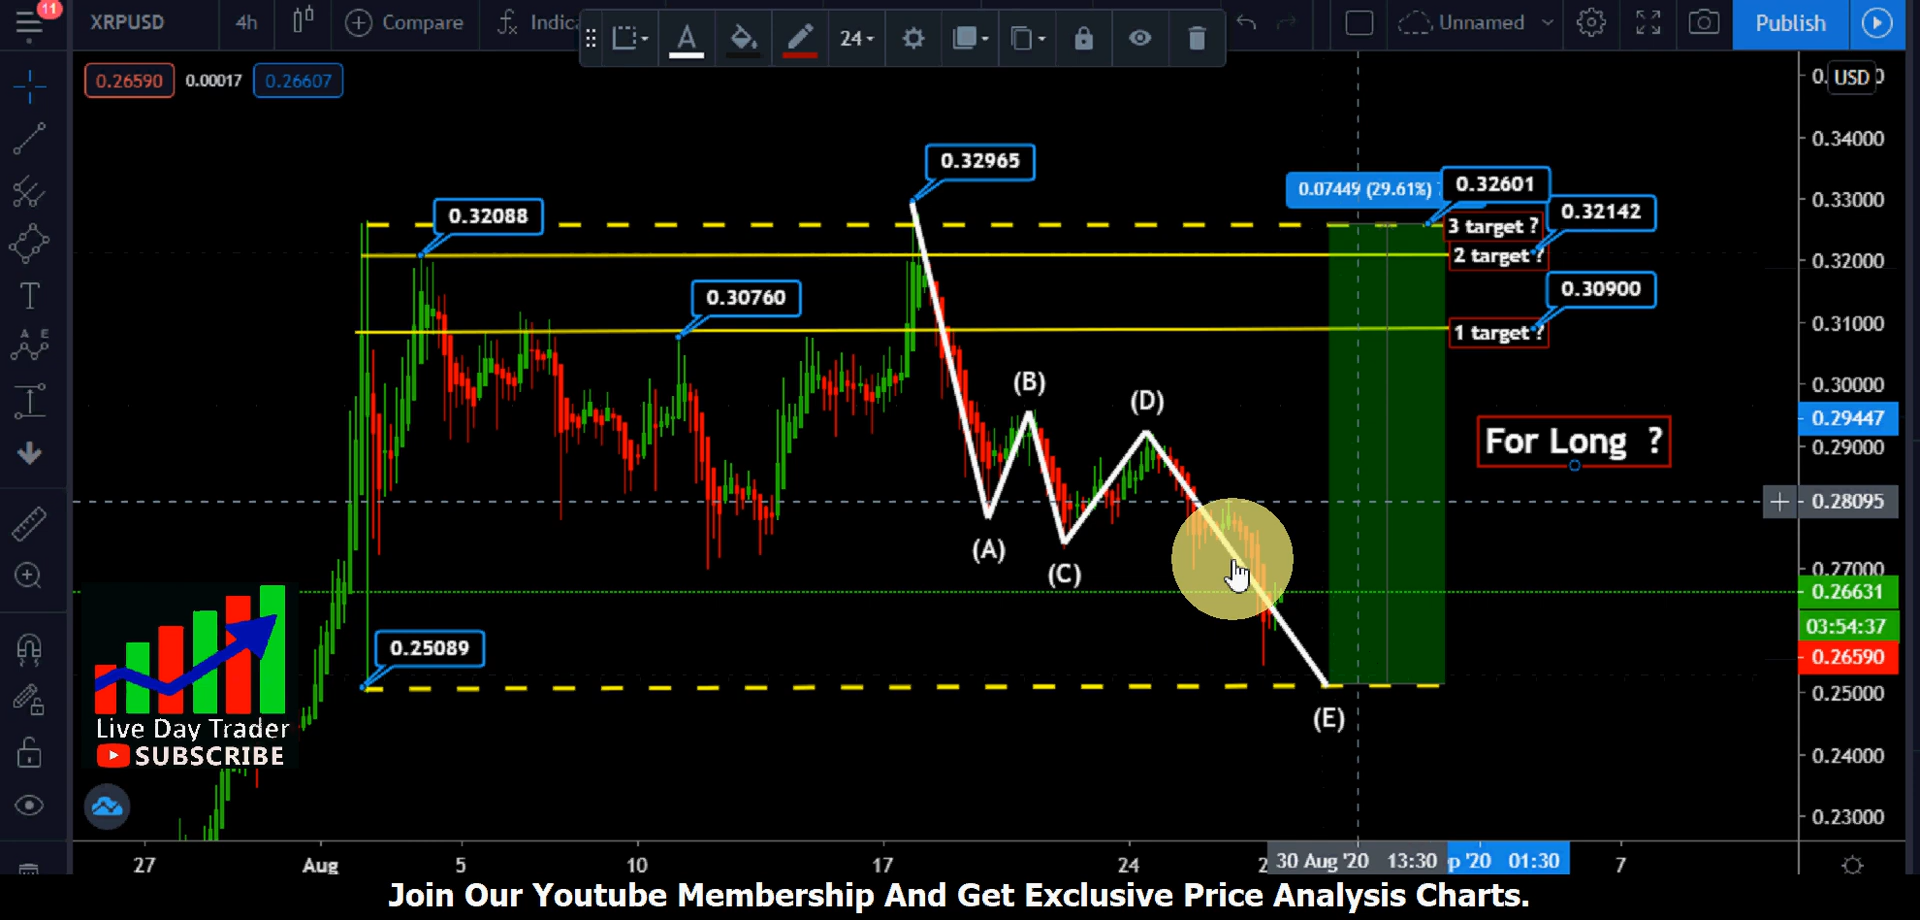 11
XRPUSD
4h
Compare
Indic
24
Unnamed
Publish
0.26590
0.00017
0.26607
USD
0.34000
0.33000
0.32000
0.31000
0.30000
0.29447
0.29000
0.28095
0.27000
0.26631
03:54:37
0.26590
0.25000
0.24000
0.23000
0.32965
0.07449 (29.61%)
0.32601
0.32088
0.32142
3 target ?
2 target ?
0.30760
0.30900
1 target ?
(B)
(D)
For Long ?
(A)
(C)
0.25089
(E)
Live Day Trader
SUBSCRIBE
27
Aug
5
10
17
24
30 Aug '20 13:30
p '20 01:30
7
Join Our Youtube Membership And Get Exclusive Price Analysis Charts.